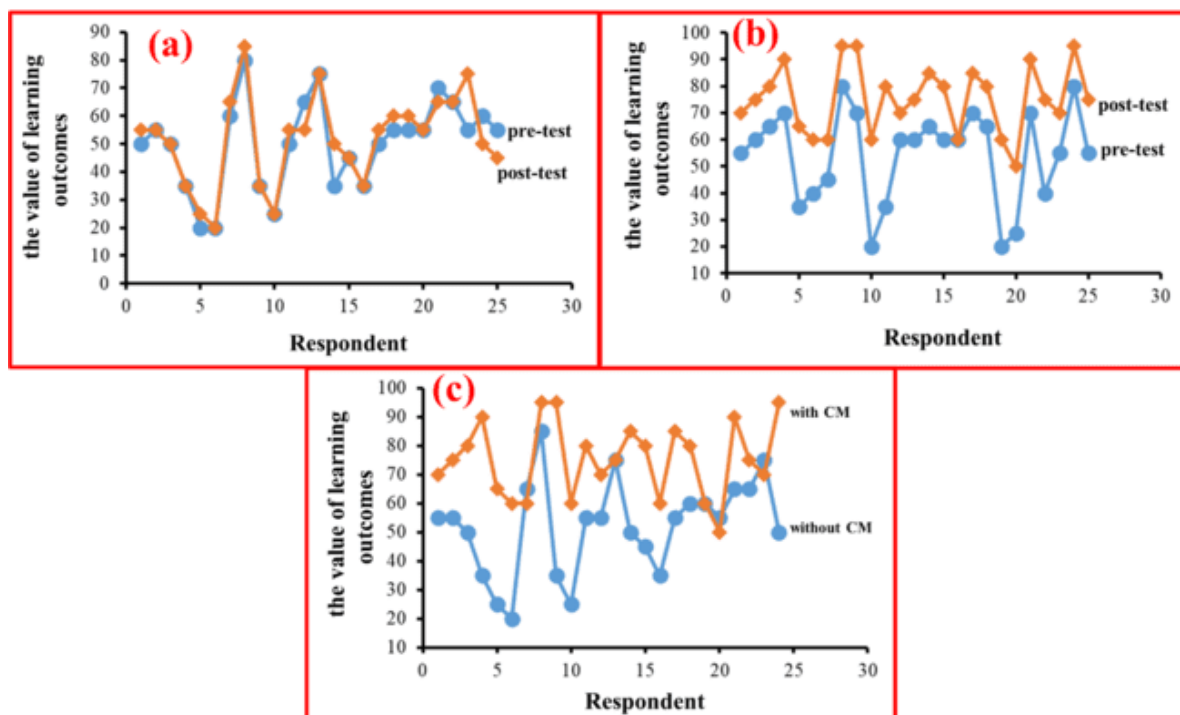 (a)
90
80
70
60
50
40
30
20
10
0
the value of learning
outcomes
pre-test
post-test
0 5 10 15 20 25 30
Respondent
(b)
100
90
80
70
60
50
40
30
20
10
the value of learning
outcomes
post-test
pre-test
0 5 10 15 20 25 30
Respondent
(c)
100
90
80
70
60
50
40
30
20
10
the value of learning
outcomes
with CM
without CM
0 5 10 15 20 25 30
Respondent